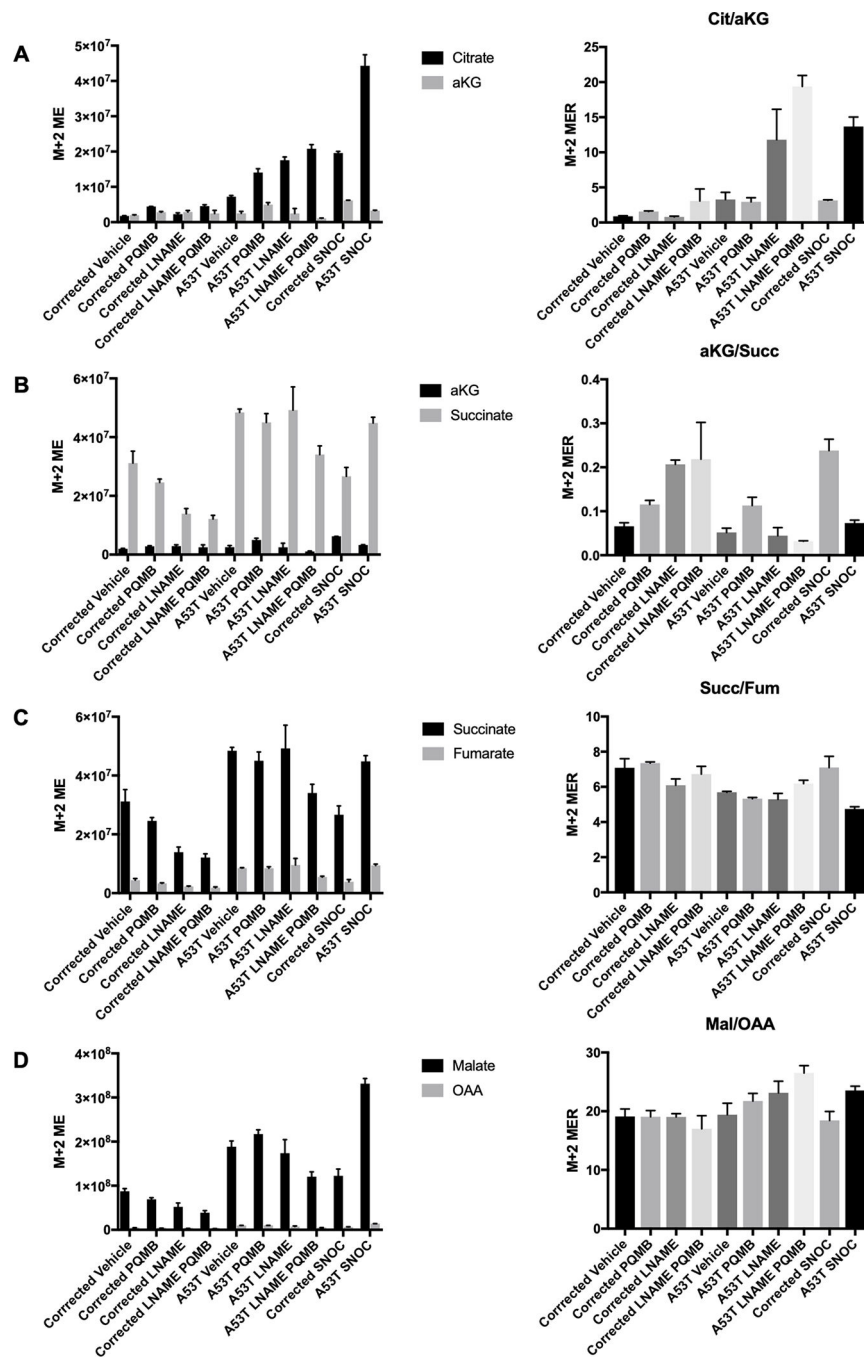 A
M+2 ME
5×10⁷
4×10⁷
3×10⁷
2×10⁷
1×10⁷
0
Corrrected Vehicle
Corrected PQMB
Corrected LNAME
Corrected LNAME PQMB
A53T Vehicle
A53T PQMB
A53T LNAME
A53T LNAME PQMB
Corrected SNOC
A53T SNOC
Citrate
aKG
Cit/aKG
M+2 MER
25
20
15
10
5
0
Corrrected Vehicle
Corrected PQMB
Corrected LNAME
Corrected LNAME PQMB
A53T Vehicle
A53T PQMB
A53T LNAME
A53T LNAME PQMB
Corrected SNOC
A53T SNOC
B
M+2 ME
6×10⁷
4×10⁷
2×10⁷
0
Corrrected Vehicle
Corrected PQMB
Corrected LNAME
Corrected LNAME PQMB
A53T Vehicle
A53T PQMB
A53T LNAME
A53T LNAME PQMB
Corrected SNOC
A53T SNOC
aKG
Succinate
aKG/Succ
M+2 MER
0.4
0.3
0.2
0.1
0.0
Corrrected Vehicle
Corrected PQMB
Corrected LNAME
Corrected LNAME PQMB
A53T Vehicle
A53T PQMB
A53T LNAME
A53T LNAME PQMB
Corrected SNOC
A53T SNOC
C
M+2 ME
6×10⁷
4×10⁷
2×10⁷
0
Corrrected Vehicle
Corrected PQMB
Corrected LNAME
Corrected LNAME PQMB
A53T Vehicle
A53T PQMB
A53T LNAME
A53T LNAME PQMB
Corrected SNOC
A53T SNOC
Succinate
Fumarate
Succ/Fum
M+2 MER
10
8
6
4
2
0
Corrrected Vehicle
Corrected PQMB
Corrected LNAME
Corrected LNAME PQMB
A53T Vehicle
A53T PQMB
A53T LNAME
A53T LNAME PQMB
Corrected SNOC
A53T SNOC
D
M+2 ME
4×10⁸
3×10⁸
2×10⁸
1×10⁸
0
Corrrected Vehicle
Corrected PQMB
Corrected LNAME
Corrected LNAME PQMB
A53T Vehicle
A53T PQMB
A53T LNAME
A53T LNAME PQMB
Corrected SNOC
A53T SNOC
Malate
OAA
Mal/OAA
M+2 MER
30
20
10
0
Corrrected Vehicle
Corrected PQMB
Corrected LNAME
Corrected LNAME PQMB
A53T Vehicle
A53T PQMB
A53T LNAME
A53T LNAME PQMB
Corrected SNOC
A53T SNOC